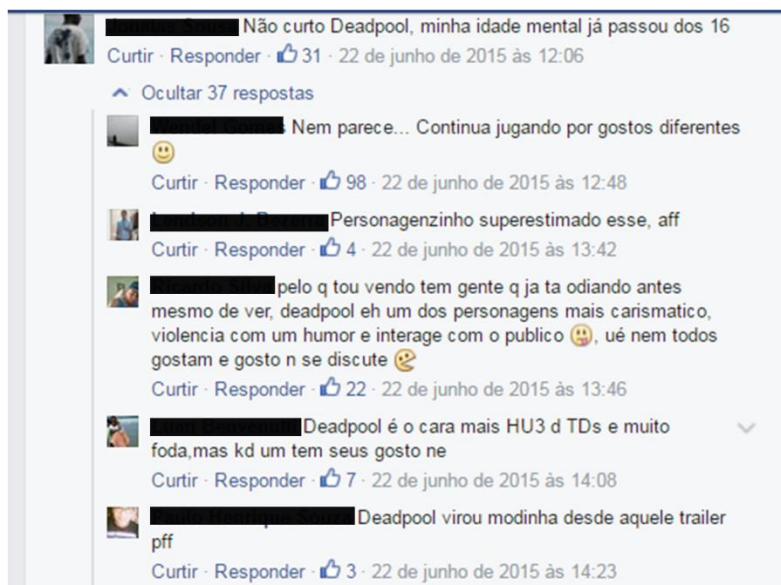 Não curto Deadpool, minha idade mental já passou dos 16
Curtir · Responder · 31 · 22 de junho de 2015 às 12:06
Ocultar 37 respostas
Nem parece... Continua jugando por gostos diferentes
Curtir · Responder · 98 · 22 de junho de 2015 às 12:48
Personagenzinho superestimado esse, aff
Curtir · Responder · 4 · 22 de junho de 2015 às 13:42
pelo q tou vendo tem gente q ja ta odiando antes
mesmo de ver, deadpool eh um dos personagens mais carismatico,
violencia com um humor e interage com o publico , ué nem todos
gostam e gosto n se discute
Curtir · Responder · 22 · 22 de junho de 2015 às 13:46
Deadpool é o cara mais HU3 d TDs e muito
foda,mas kd um tem seus gosto ne
Curtir · Responder · 7 · 22 de junho de 2015 às 14:08
Deadpool virou modinha desde aquele trailer
pff
Curtir · Responder · 3 · 22 de junho de 2015 às 14:23